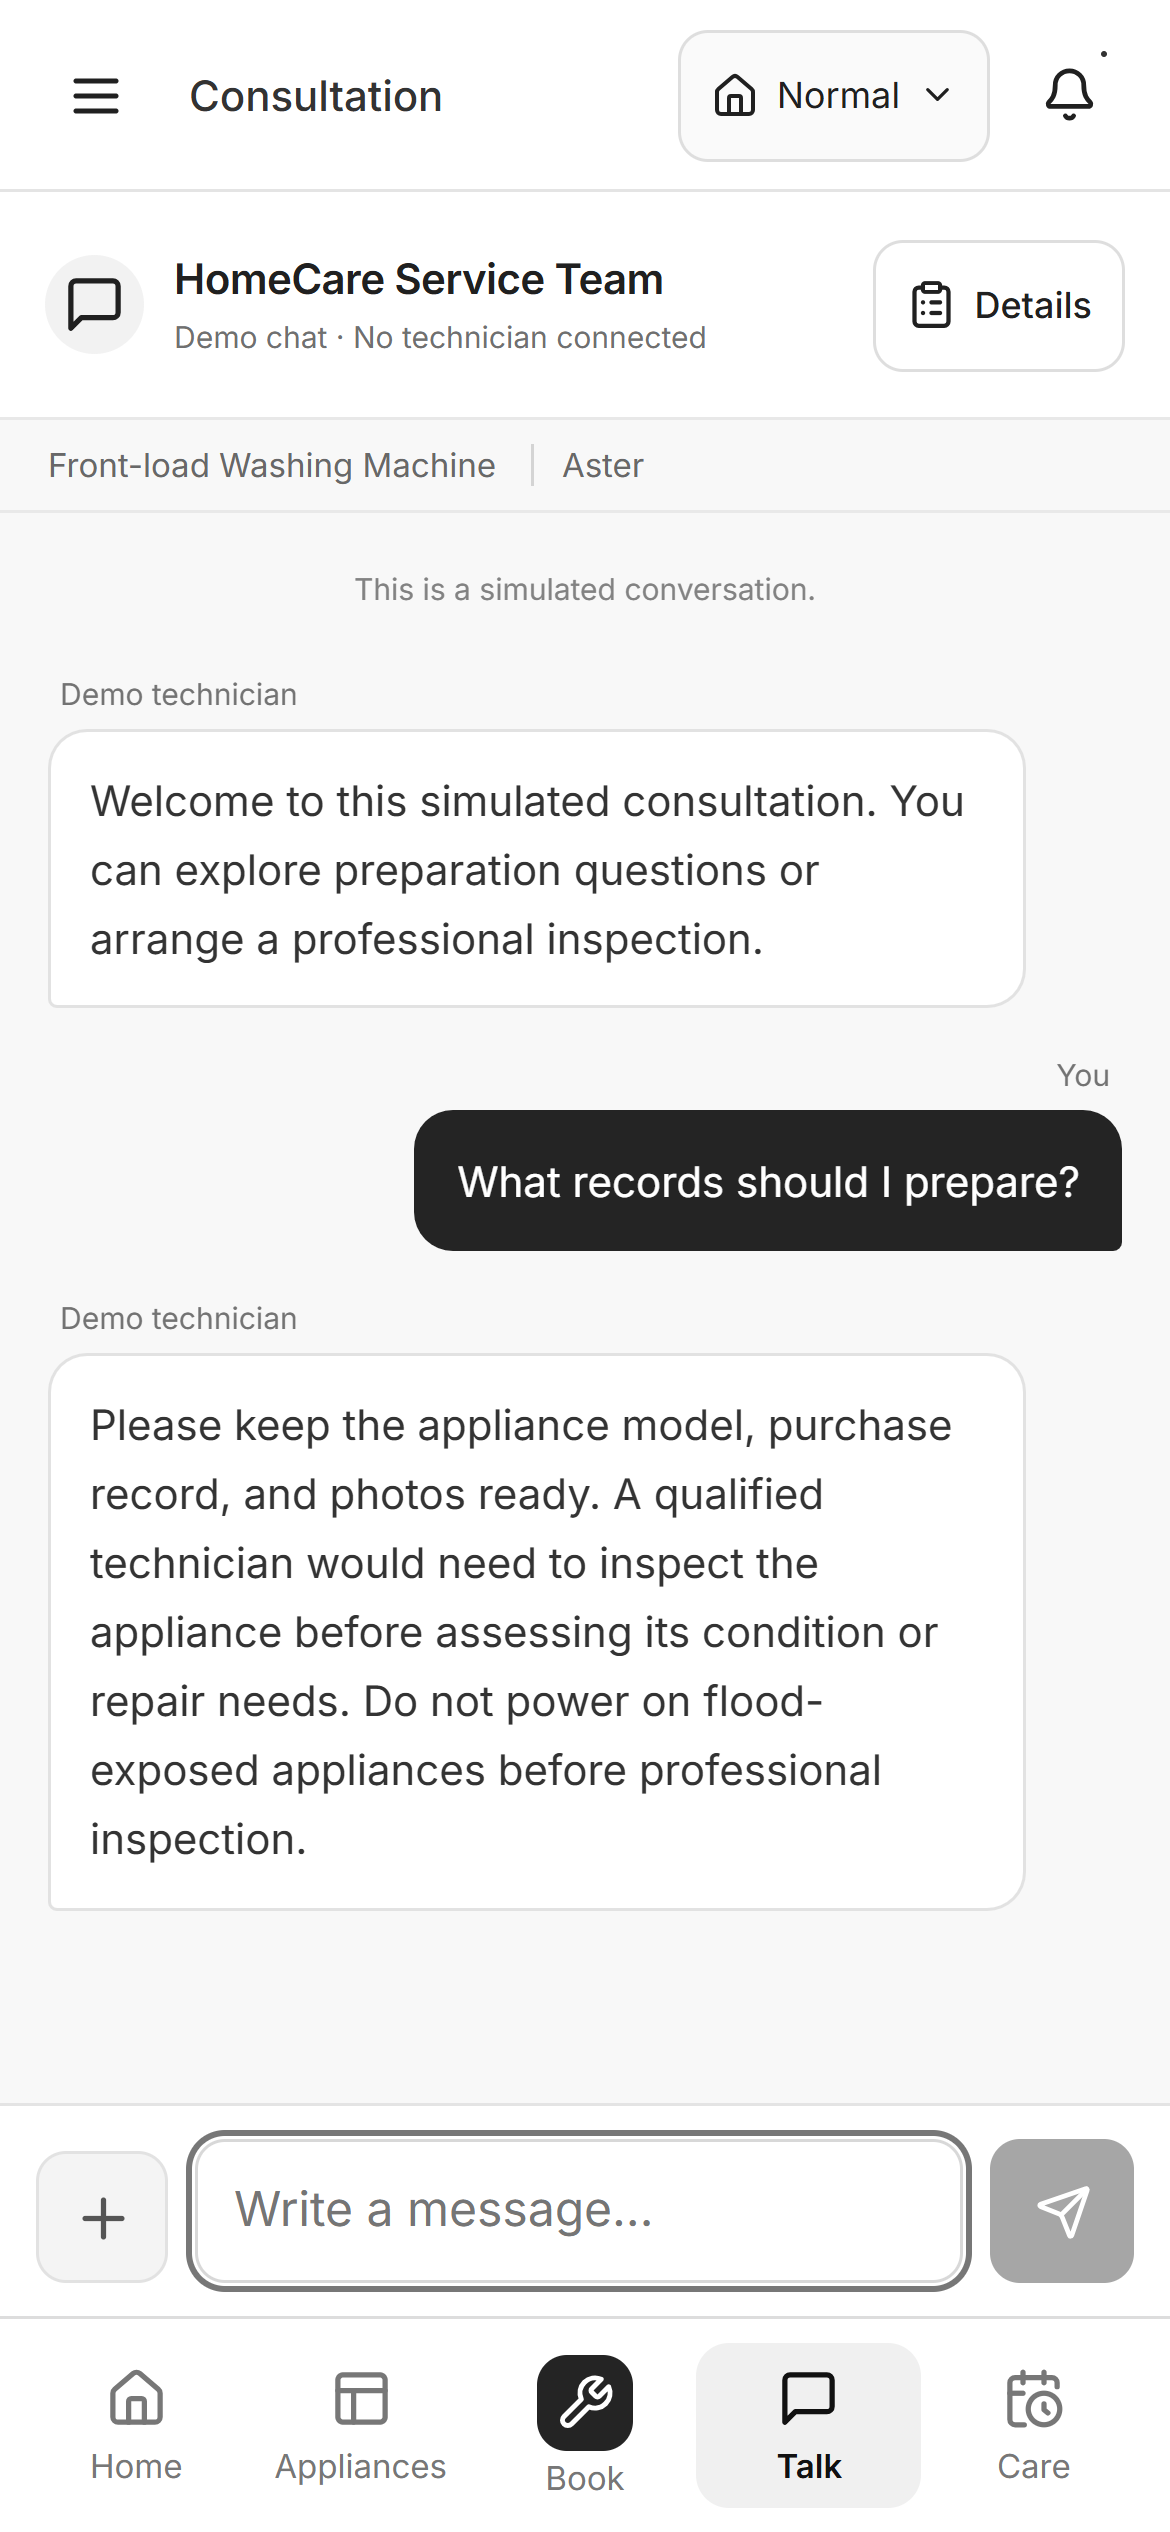 Consultation
Normal
HomeCare Service Team
Demo chat · No technician connected
Details
Front-load Washing Machine
Aster
This is a simulated conversation.
Demo technician
Welcome to this simulated consultation. You
can explore preparation questions or
arrange a professional inspection.
You
What records should I prepare?
Demo technician
Please keep the appliance model, purchase
record, and photos ready. A qualified
technician would need to inspect the
appliance before assessing its condition or
repair needs. Do not power on flood-
exposed appliances before professional
inspection.
Write a message...
Home
Appliances
Book
Talk
Care